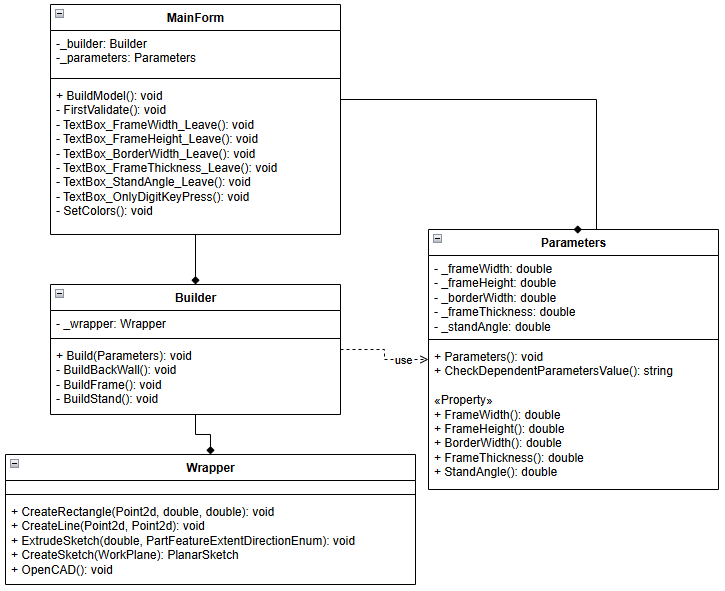 MainForm
-_builder: Builder
-_parameters: Parameters
+ BuildModel(): void
- FirstValidate(): void
- TextBox_FrameWidth_Leave(): void
- TextBox_FrameHeight_Leave(): void
- TextBox_BorderWidth_Leave(): void
- TextBox_FrameThickness_Leave(): void
- TextBox_StandAngle_Leave(): void
- TextBox_OnlyDigitKeyPress(): void
- SetColors(): void
Builder
- _wrapper: Wrapper
+ Build(Parameters): void
- BuildBackWall(): void
- BuildFrame(): void
- BuildStand(): void
use
Parameters
- _frameWidth: double
- _frameHeight: double
- _borderWidth: double
- _frameThickness: double
- _standAngle: double
+ Parameters(): void
+ CheckDependentParametersValue(): string
«Property»
+ FrameWidth(): double
+ FrameHeight(): double
+ BorderWidth(): double
+ FrameThickness(): double
+ StandAngle(): double
Wrapper
+ CreateRectangle(Point2d, double, double): void
+ CreateLine(Point2d, Point2d): void
+ ExtrudeSketch(double, PartFeatureExtentDirectionEnum): void
+ CreateSketch(WorkPlane): PlanarSketch
+ OpenCAD(): void